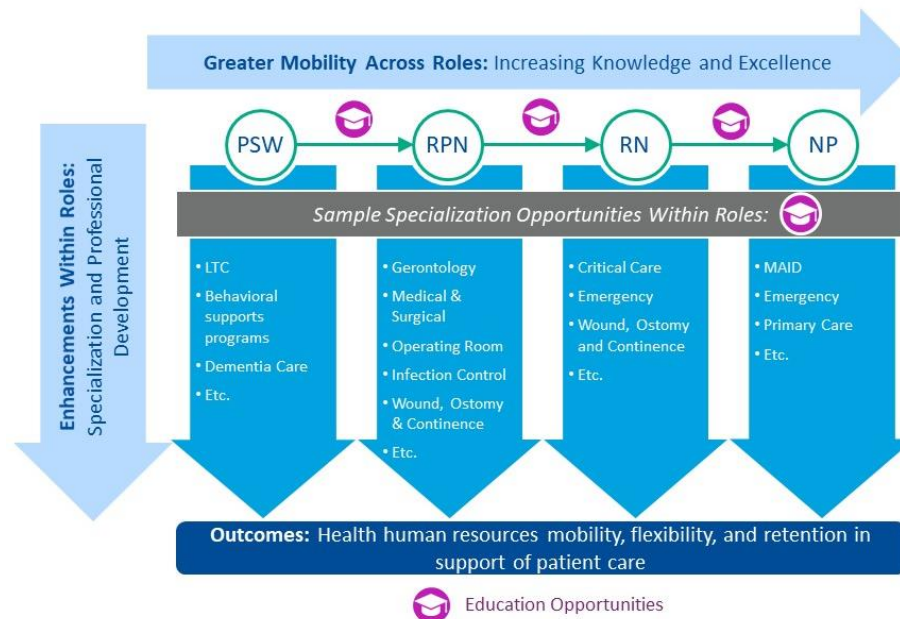 Greater Mobility Across Roles: Increasing Knowledge and Excellence
Enhancements Within Roles:
Specialization and Professional
Development
PSW
RPN
RN
NP
Sample Specialization Opportunities Within Roles:
• LTC
• Behavioral
supports
programs
• Dementia Care
• Etc.
• Gerontology
• Medical &
Surgical
• Operating Room
• Infection Control
• Wound, Ostomy
& Continence
• Etc.
• Critical Care
• Emergency
• Wound, Ostomy
and Continence
• Etc.
• MAID
• Emergency
• Primary Care
• Etc.
Outcomes: Health human resources mobility, flexibility, and retention in
support of patient care
Education Opportunities